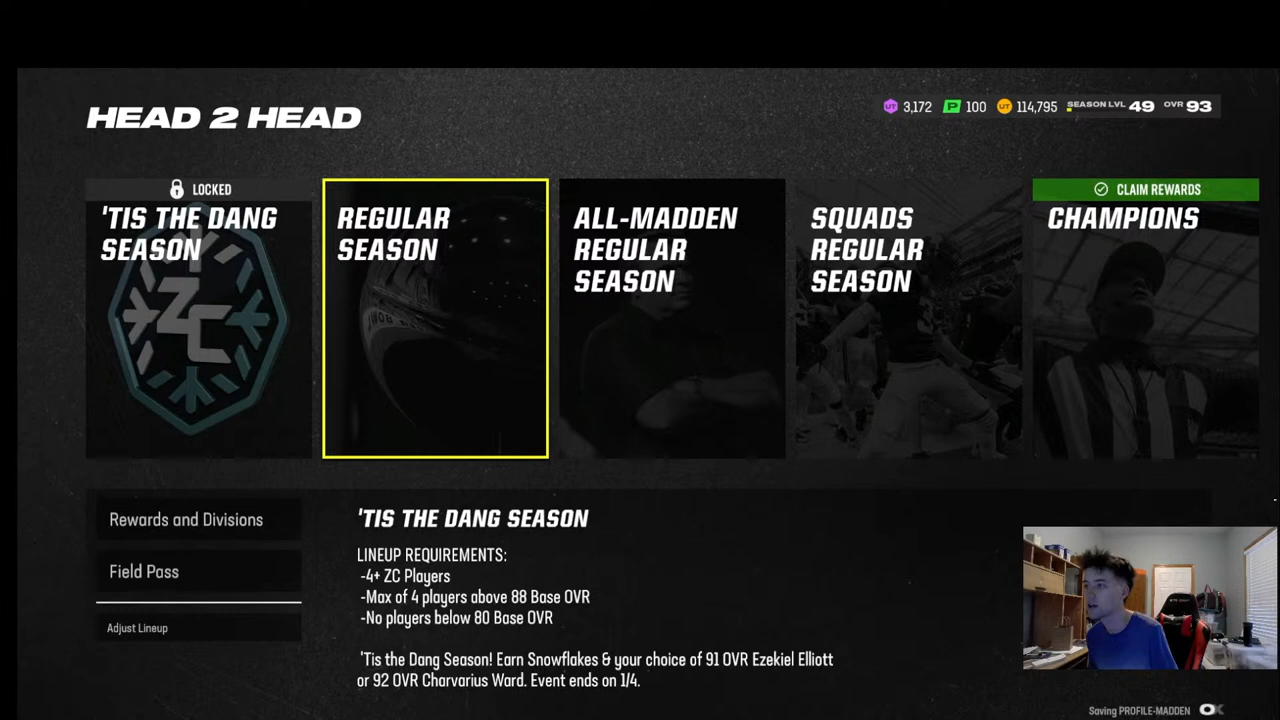 HEAD 2 HEAD
3,172 P 100 UT 114,795 SEASON LVL 49 OVR 93
LOCKED
'TIS THE DANG
SEASON
ZC
REGULAR
SEASON
ALL-MADDEN
REGULAR
SEASON
SQUADS
REGULAR
SEASON
CLAIM REWARDS
CHAMPIONS
Rewards and Divisions
Field Pass
Adjust Lineup
'TIS THE DANG SEASON
LINEUP REQUIREMENTS:
-4+ ZC Players
-Max of 4 players above 88 Base OVR
-No players below 80 Base OVR
'Tis the Dang Season! Earn Snowflakes & your choice of 91 OVR Ezekiel Elliott
or 92 OVR Charvarius Ward. Event ends on 1/4.
Saving PROFILE-MADDEN